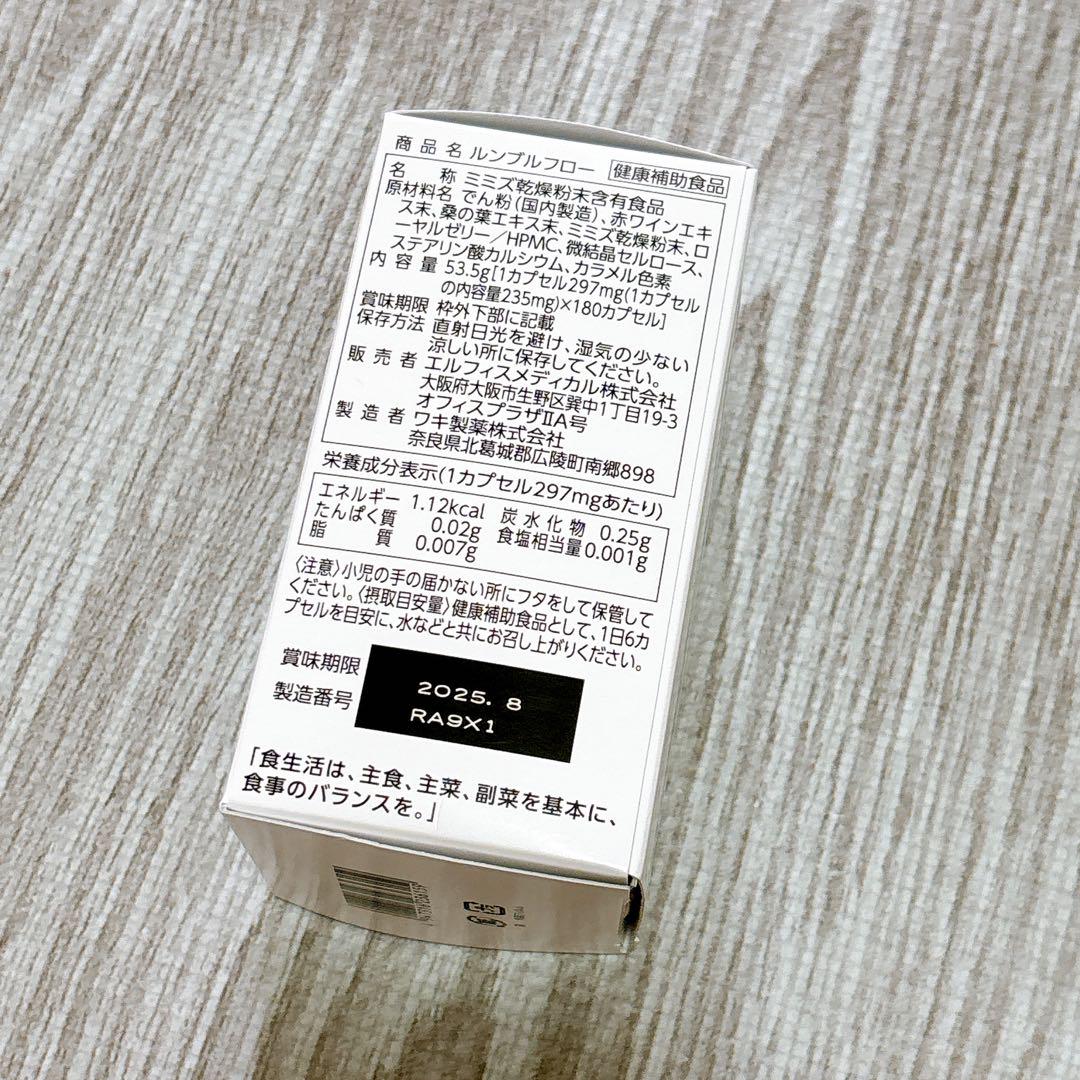 商品名 ルンブルフロー 健康補助食品
名称 ミミズ乾燥粉末含有食品
原材料名 でん粉(国内製造)、赤ワインエキ
ス末、桑の葉エキス末、ミミズ乾燥粉末、ロ
ーヤルゼリー/HPMC、微結晶セルロース、
ステアリン酸カルシウム、カラメル色素
内容量 53.5g[1カプセル297mg(1カプセル
の内容量235mg)×180カプセル]
賞味期限 枠外下部に記載
保存方法 直射日光を避け、湿気の少ない
涼しい所に保存してください。
販売者 エルフィスメディカル株式会社
大阪府大阪市生野区巽中1丁目19-3
オフィスプラザⅡA号
製造者 ワキ製薬株式会社
奈良県北葛城郡広陵町南郷898
栄養成分表示(1カプセル297mgあたり)
エネルギー 1.12kcal 炭水化物 0.25g
たんぱく質 0.02g 食塩相当量 0.001g
脂質 0.007g
〈注意〉小児の手の届かない所にフタをして保管して
ください。〈摂取目安量〉健康補助食品として、1日6カ
プセルを目安に、水などと共にお召し上がりください。
賞味期限 2025. 8
製造番号 RA9X1
「食生活は、主食、主菜、副菜を基本に、
食事のバランスを。」